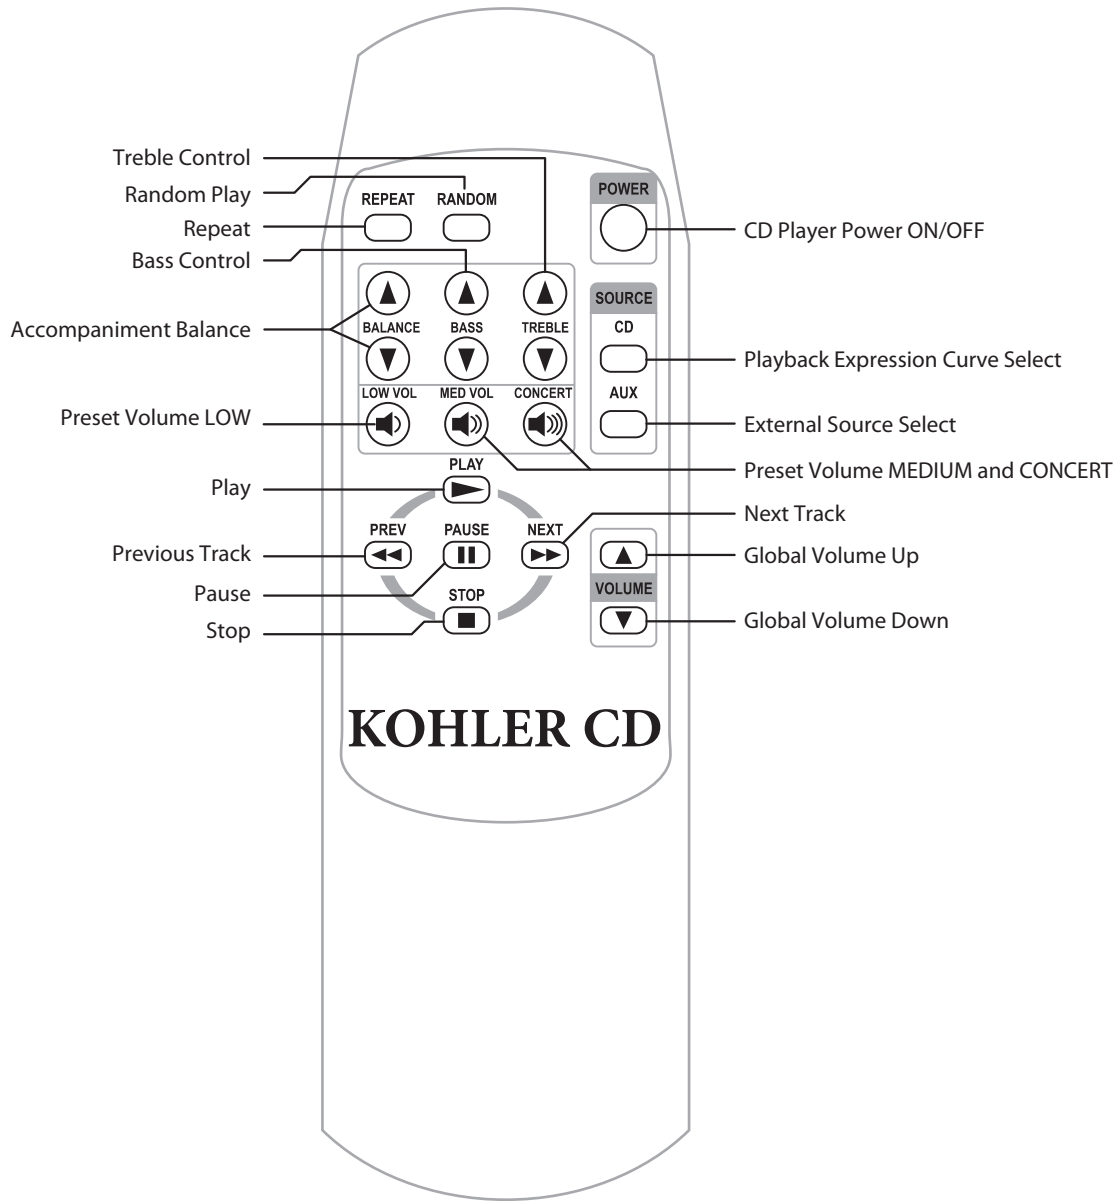 Treble Control
Random Play
Repeat
Bass Control
Accompaniment Balance
Preset Volume LOW
Play
Previous Track
Pause
Stop
REPEAT RANDOM
BALANCE BASS TREBLE
LOW VOL MED VOL CONCERT
PLAY
PREV PAUSE NEXT
STOP
POWER
SOURCE
CD
AUX
VOLUME
KOHLER CD
CD Player Power ON/OFF
Playback Expression Curve Select
External Source Select
Preset Volume MEDIUM and CONCERT
Next Track
Global Volume Up
Global Volume Down